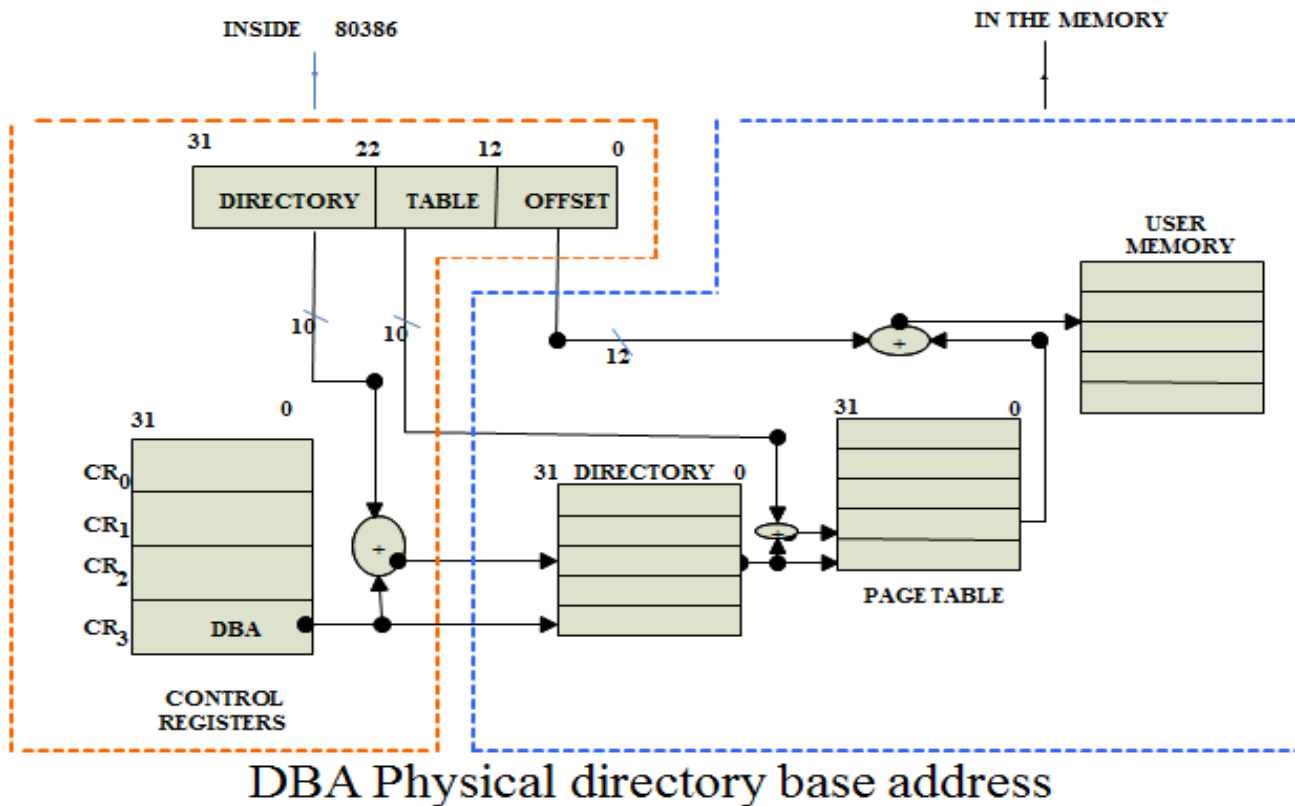 INSIDE 80386
IN THE MEMORY
31 22 12 0
DIRECTORY TABLE OFFSET
USER
MEMORY
10 10 12
+
31 0
31 0
CR0
CR1
CR2
CR3 DBA
+
31 DIRECTORY 0
+
PAGE TABLE
CONTROL
REGISTERS
DBA Physical directory base address